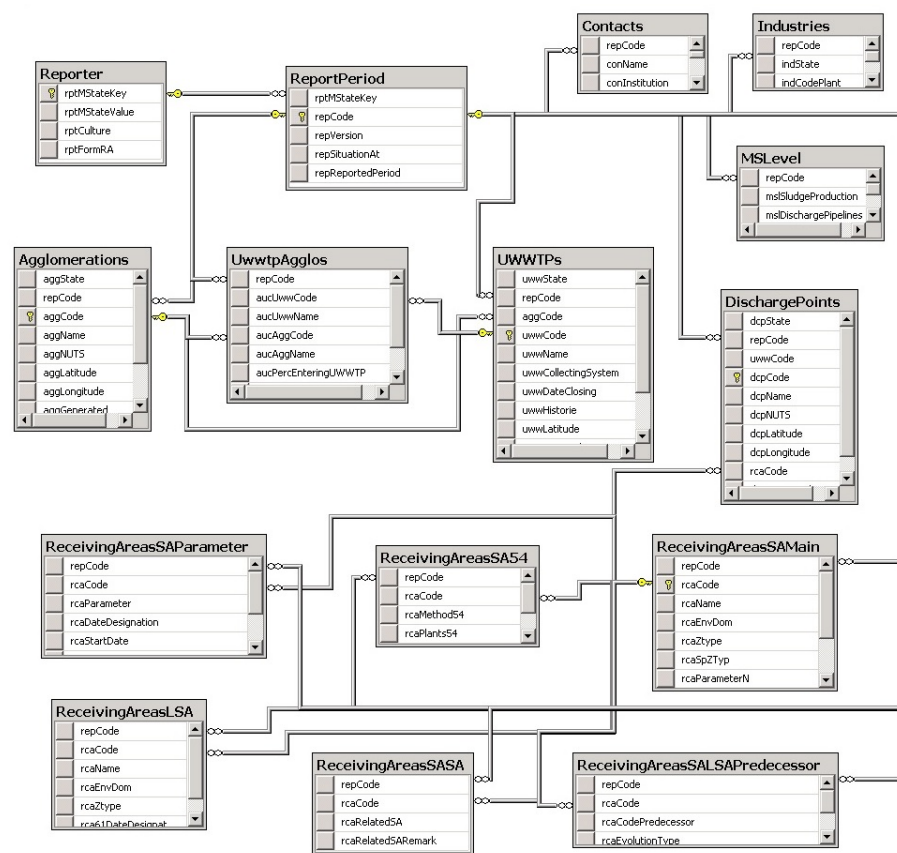 Contacts
repCode
conName
conInstitution
Industries
repCode
indState
indCodePlant
Reporter
rptMStateKey
rptMStateValue
rptCulture
rptFormRA
ReportPeriod
rptMStateKey
repCode
repVersion
repSituationAt
repReportedPeriod
MSLevel
repCode
mslSludgeProduction
mslDischargePipelines
Agglomerations
aggState
repCode
aggCode
aggName
aggNUTS
aggLatitude
aggLongitude
aggGenerated
UwwtpAgglos
repCode
aucUwwCode
aucUwwName
aucAggCode
aucAggName
aucPercEnteringUWWTP
UWWTPs
uwwState
repCode
aggCode
uwwCode
uwwName
uwwCollectingSystem
uwwDateClosing
uwwHistorie
uwwLatitude
DischargePoints
dcpState
repCode
uwwCode
dcpCode
dcpName
dcpNUTS
dcpLatitude
dcpLongitude
rcaCode
ReceivingAreasSAParameter
repCode
rcaCode
rcaParameter
rcaDateDesignation
rcaStartDate
ReceivingAreasSA54
repCode
rcaCode
rcaMethod54
rcaPlants54
ReceivingAreasSAMain
repCode
rcaCode
rcaName
rcaEnvDom
rcaZtype
rcaSpZTyp
rcaParameterN
ReceivingAreasLSA
repCode
rcaCode
rcaName
rcaEnvDom
rcaZtype
rca61DateDesignat
ReceivingAreasSASA
repCode
rcaCode
rcaRelatedSA
rcaRelatedSARemark
ReceivingAreasSALSAPredecessor
repCode
rcaCode
rcaCodePredecessor
rcaEvolutionType